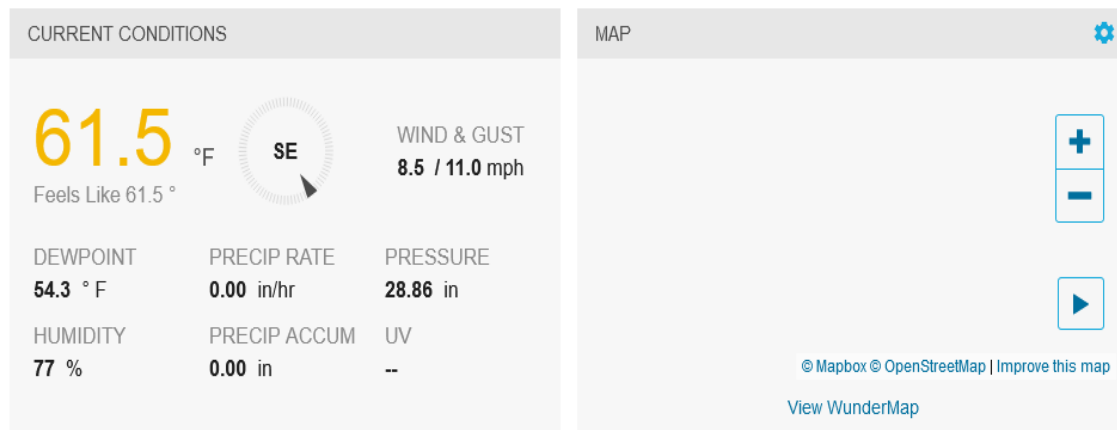 CURRENT CONDITIONS
61.5 °F
Feels Like 61.5 °
SE
WIND & GUST
8.5 / 11.0 mph
DEWPOINT PRECIP RATE PRESSURE
54.3 ° F 0.00 in/hr 28.86 in
HUMIDITY PRECIP ACCUM UV
77 % 0.00 in --
MAP
© Mapbox © OpenStreetMap | Improve this map
View WunderMap